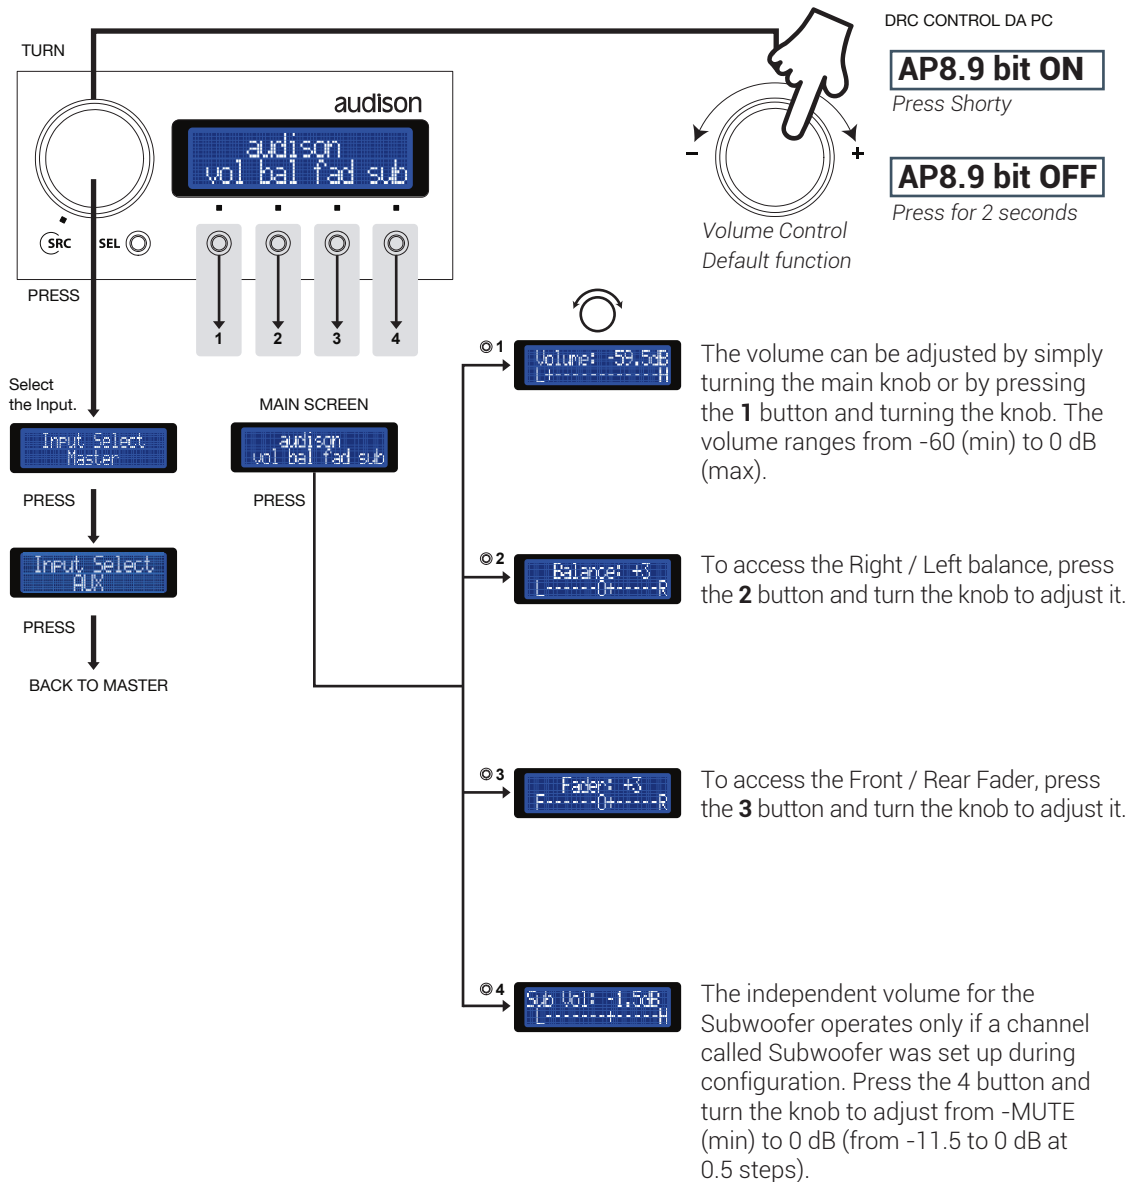 DRC CONTROL DA PC
TURN
AP8.9 bit ON
Press Shorty
audison
audison
vol bal fad sub
AP8.9 bit OFF
Press for 2 seconds
- +
Volume Control
Default function
SRC SEL
PRESS
1 2 3 4
Select
the Input.
Input Select
Master
PRESS
Input Select
AUX
PRESS
BACK TO MASTER
MAIN SCREEN
audison
vol bal fad sub
PRESS
1
Volume: -59.5dB
L+------------H
The volume can be adjusted by simply
turning the main knob or by pressing
the 1 button and turning the knob. The
volume ranges from -60 (min) to 0 dB
(max).
2
Balance: +3
L------0+-----R
To access the Right / Left balance, press
the 2 button and turn the knob to adjust it.
3
Fader: +3
F------0+-----R
To access the Front / Rear Fader, press
the 3 button and turn the knob to adjust it.
4
Sub Vol: -1.5dB
L-------+-----H
The independent volume for the
Subwoofer operates only if a channel
called Subwoofer was set up during
configuration. Press the 4 button and
turn the knob to adjust from -MUTE
(min) to 0 dB (from -11.5 to 0 dB at
0.5 steps).